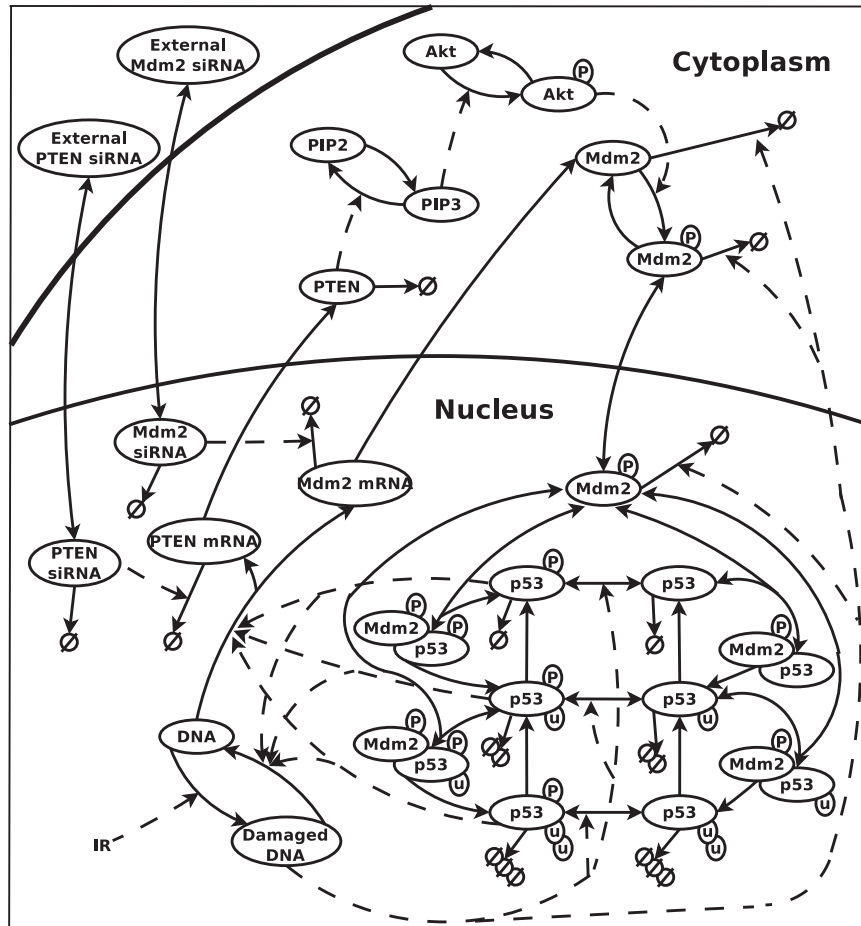 External
Mdm2 siRNA
Akt
P
Akt
Cytoplasm
External
PTEN siRNA
PIP2
PIP3
Mdm2
Ø
P
Mdm2
Ø
PTEN
Ø
Nucleus
Mdm2
siRNA
Ø
Ø
Mdm2 mRNA
P
Mdm2
Ø
PTEN
siRNA
Ø
PTEN mRNA
Ø
P
p53
Ø
p53
Ø
P
Mdm2
P
p53
P
Mdm2
p53
P
p53
u
ØØ
p53
u
ØØ
P
Mdm2
P
p53
u
P
Mdm2
p53
u
P
p53
u
u
ØØØ
p53
u
u
ØØØ
DNA
Damaged
DNA
IR